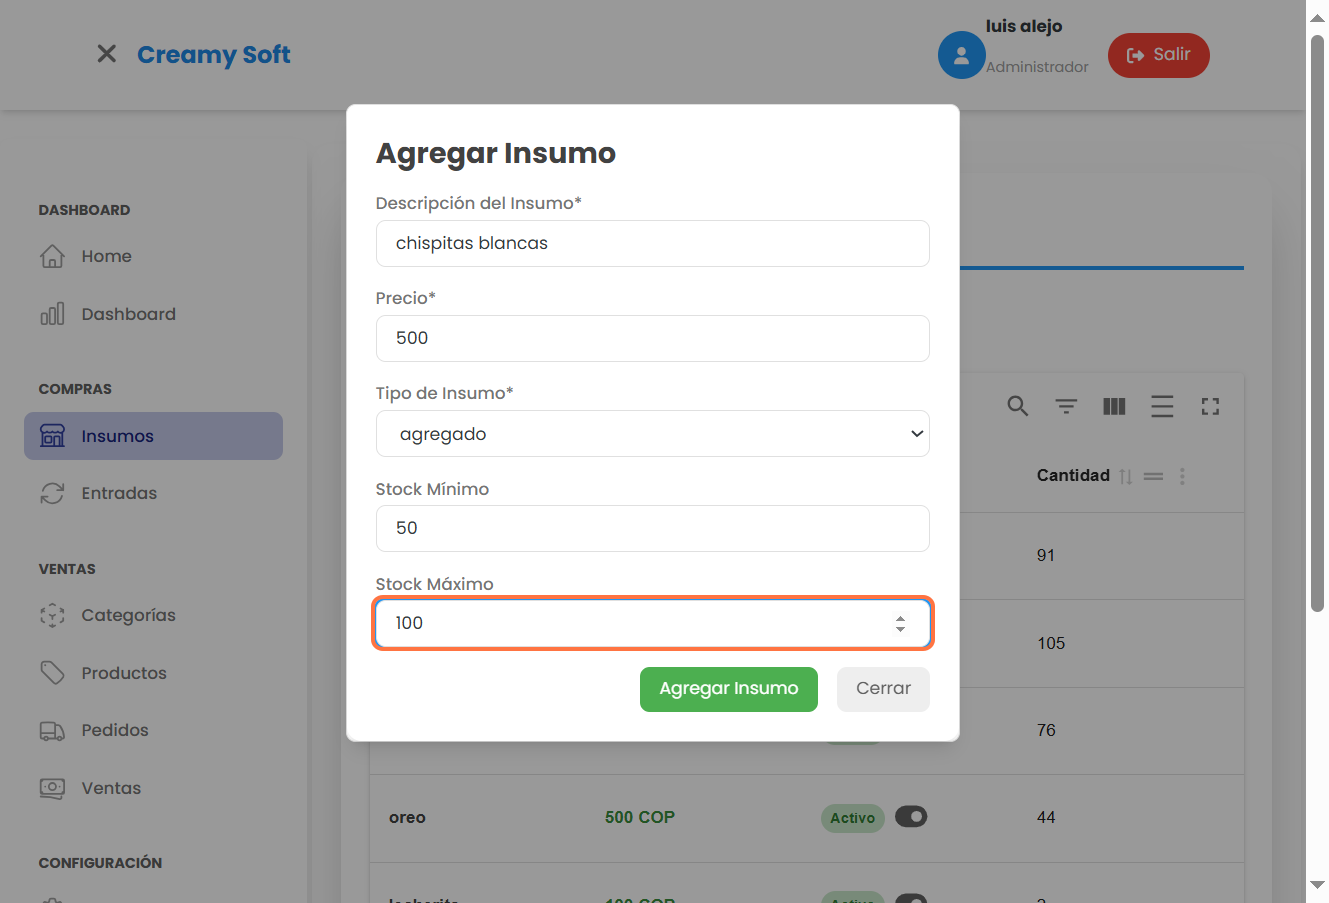 Creamy Soft
luis alejo
Administrador
Salir
DASHBOARD
Home
Dashboard
COMPRAS
Insumos
Entradas
VENTAS
Categorías
Productos
Pedidos
Ventas
CONFIGURACIÓN
Agregar Insumo
Descripción del Insumo*
chispitas blancas
Precio*
500
Tipo de Insumo*
agregado
Stock Mínimo
50
Stock Máximo
100
Agregar Insumo
Cerrar
Cantidad
91
105
76
oreo 500 COP Activo 44